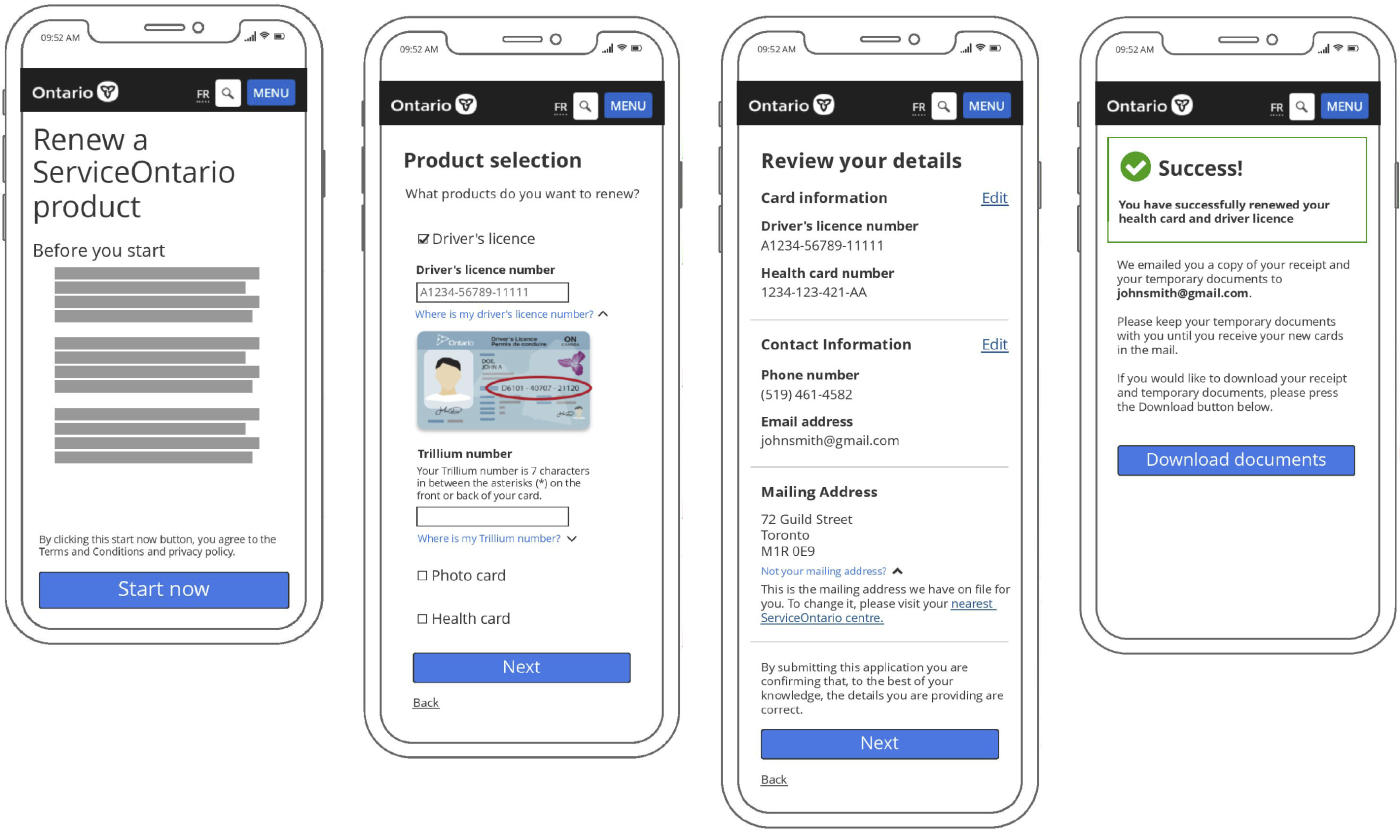 09:52 AM
Ontario
FR
MENU
Renew a
ServiceOntario
product
Before you start
By clicking this start now button, you agree to the
Terms and Conditions and privacy policy.
Start now
09:52 AM
Ontario
FR
MENU
Product selection
What products do you want to renew?
Driver's licence
Driver's licence number
A1234-56789-11111
Where is my driver's licence number?
Ontario
Driver's Licence
Permis de conduire
ON
CANADA
DOE,
JOHN A
D6101 - 40707 - 21120
Trillium number
Your Trillium number is 7 characters
in between the asterisks (*) on the
front or back of your card.
Where is my Trillium number?
Photo card
Health card
Next
Back
09:52 AM
Ontario
FR
MENU
Review your details
Card information
Edit
Driver's licence number
A1234-56789-11111
Health card number
1234-123-421-AA
Contact Information
Edit
Phone number
(519) 461-4582
Email address
johnsmith@gmail.com
Mailing Address
72 Guild Street
Toronto
M1R 0E9
Not your mailing address?
This is the mailing address we have on file for
you. To change it, please visit your nearest
ServiceOntario centre.
By submitting this application you are
confirming that, to the best of your
knowledge, the details you are providing are
correct.
Next
Back
09:52 AM
Ontario
FR
MENU
Success!
You have successfully renewed your
health card and driver licence
We emailed you a copy of your receipt and
your temporary documents to
johnsmith@gmail.com.
Please keep your temporary documents
with you until you receive your new cards
in the mail.
If you would like to download your receipt
and temporary documents, please press
the Download button below.
Download documents